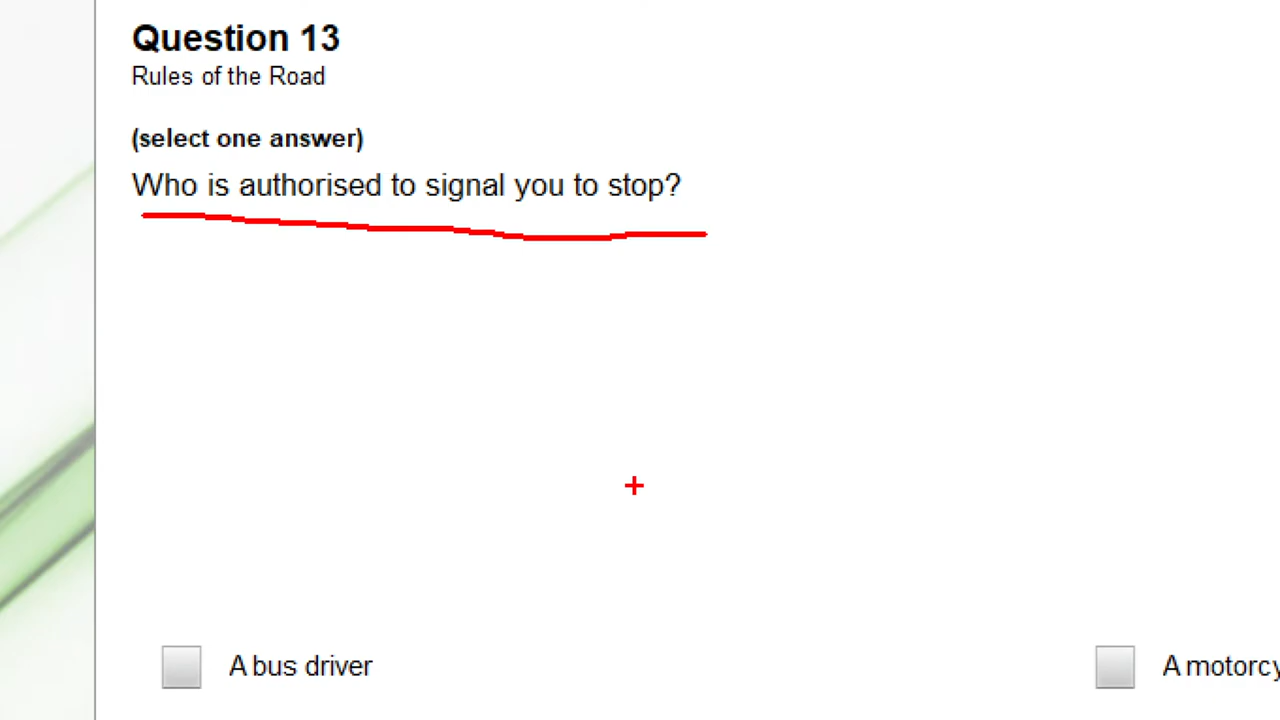 Question 13
Rules of the Road
(select one answer)
Who is authorised to signal you to stop?
A bus driver
A motorcy